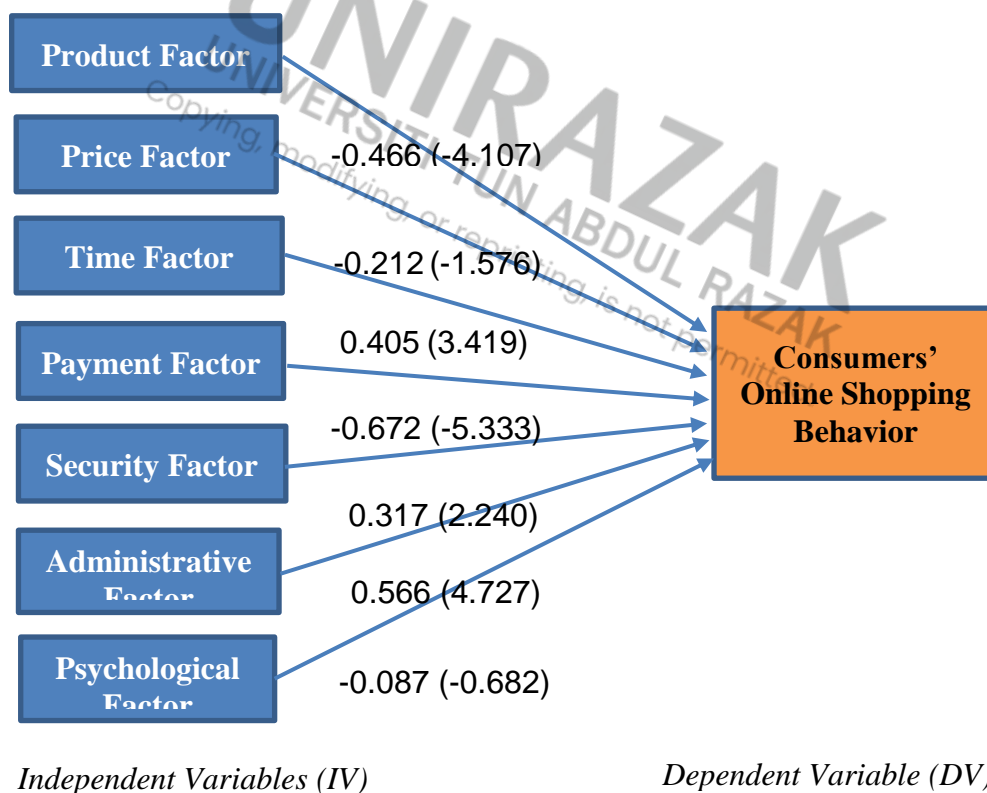 UNIRAZAK
UNIVERSITI TUN ABDUL RAZAK
Copying, modifying, or reprinting, is not permitted
Product Factor
Price Factor
-0.466 (-4.107)
Time Factor
-0.212 (-1.576)
Payment Factor
0.405 (3.419)
Consumers’
Online Shopping
Behavior
Security Factor
-0.672 (-5.333)
Administrative
Factor
0.317 (2.240)
0.566 (4.727)
Psychological
Factor
-0.087 (-0.682)
Independent Variables (IV)
Dependent Variable (DV)